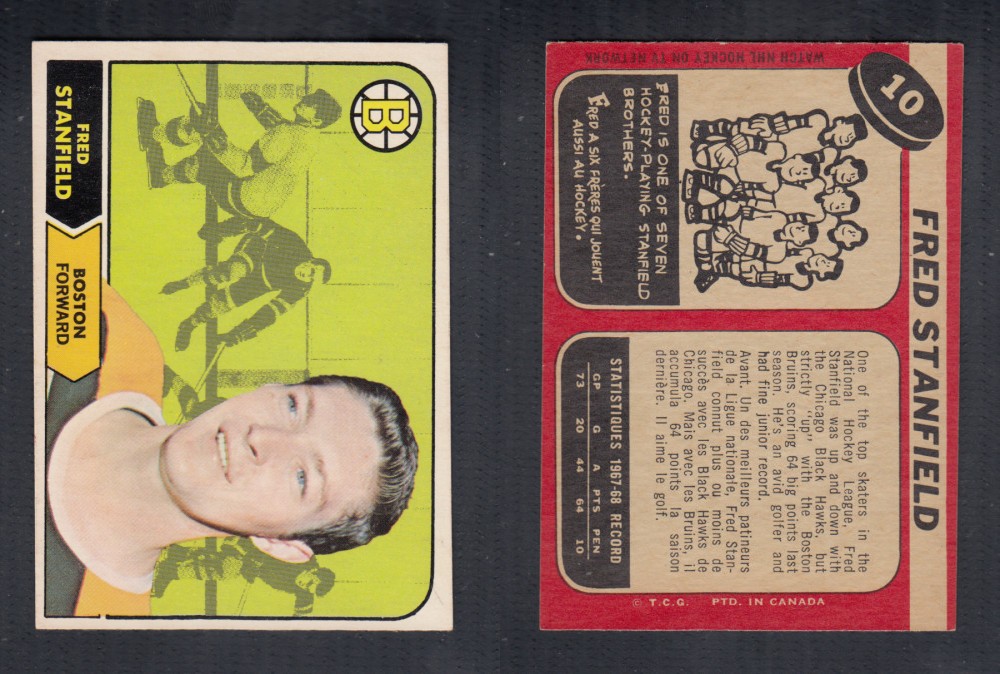 FRED
STANFIELD
BOSTON
FORWARD
B
WATCH NHL HOCKEY ON TV NETWORK
10
FRED STANFIELD
FRED IS ONE OF SEVEN
HOCKEY-PLAYING STANFIELD
BROTHERS.
FRED A SIX FRÈRES QUI JOUENT
AUSSI AU HOCKEY.
One of the top skaters in the
National Hockey League, Fred
Stanfield was up and down with
the Chicago Black Hawks, but
strictly "up" with the Boston
Bruins, scoring 64 big points last
season. He's an avid golfer and
had fine junior record.
Avant. Un des meilleurs patineurs
de la Ligue nationale, Fred Stan-
field connut plus ou moins de
succès avec les Black Hawks de
Chicago. Mais avec les Bruins, il
accumula 64 points la saison
dernière. Il aime le golf.
STATISTIQUES 1967-68 RECORD
GP G A PTS PEN
73 20 44 64 10
© T.C.G. PTD. IN CANADA